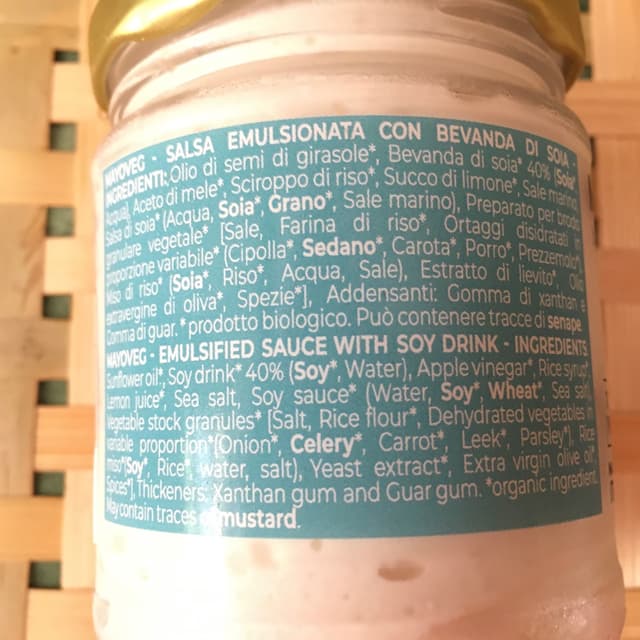 MAYOVEG - SALSA EMULSIONATA CON BEVANDA DI SOIA -
INGREDIENTI: Olio di semi di girasole*, Bevanda di soia* 40% (Soia*,
Acqua), Aceto di mele*, Sciroppo di riso*, Succo di limone*, Sale marino,
Salsa di soia* (Acqua, Soia*, Grano*, Sale marino), Preparato per brodo
granulare vegetale* [Sale, Farina di riso*, Ortaggi disidratati in
proporzione variabile* (Cipolla*, Sedano*, Carota*, Porro*, Prezzemolo*),
Miso di riso* (Soia*, Riso*, Acqua, Sale), Estratto di lievito*, Olio
extravergine di oliva*, Spezie*], Addensanti: Gomma di xanthan e
Gomma di guar. *prodotto biologico. Può contenere tracce di senape.
MAYOVEG - EMULSIFIED SAUCE WITH SOY DRINK - INGREDIENTS:
Sunflower oil*, Soy drink* 40% (Soy*, Water), Apple vinegar*, Rice syrup*,
Lemon juice*, Sea salt, Soy sauce* (Water, Soy*, Wheat*, Sea salt),
Vegetable stock granules* [Salt, Rice flour*, Dehydrated vegetables in
variable proportion*(Onion*, Celery*, Carrot*, Leek*, Parsley*), Rice
miso*(Soy*, Rice*, water, salt), Yeast extract*, Extra virgin olive oil*,
Spices*], Thickeners: Xanthan gum and Guar gum. *organic ingredient.
May contain traces of mustard.